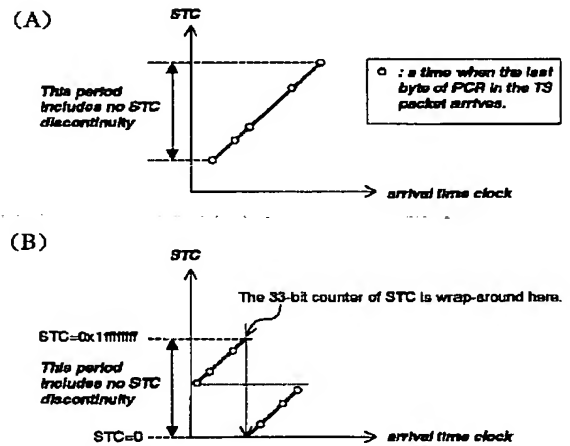 (A)
STC
This period
includes no STC
discontinuity
o : a time when the last
byte of PCR in the TS
packet arrives.
arrival time clock
(B)
STC
The 33-bit counter of STC is wrap-around here.
STC=0x1ffffffff
This period
includes no STC
discontinuity
STC=0
arrival time clock